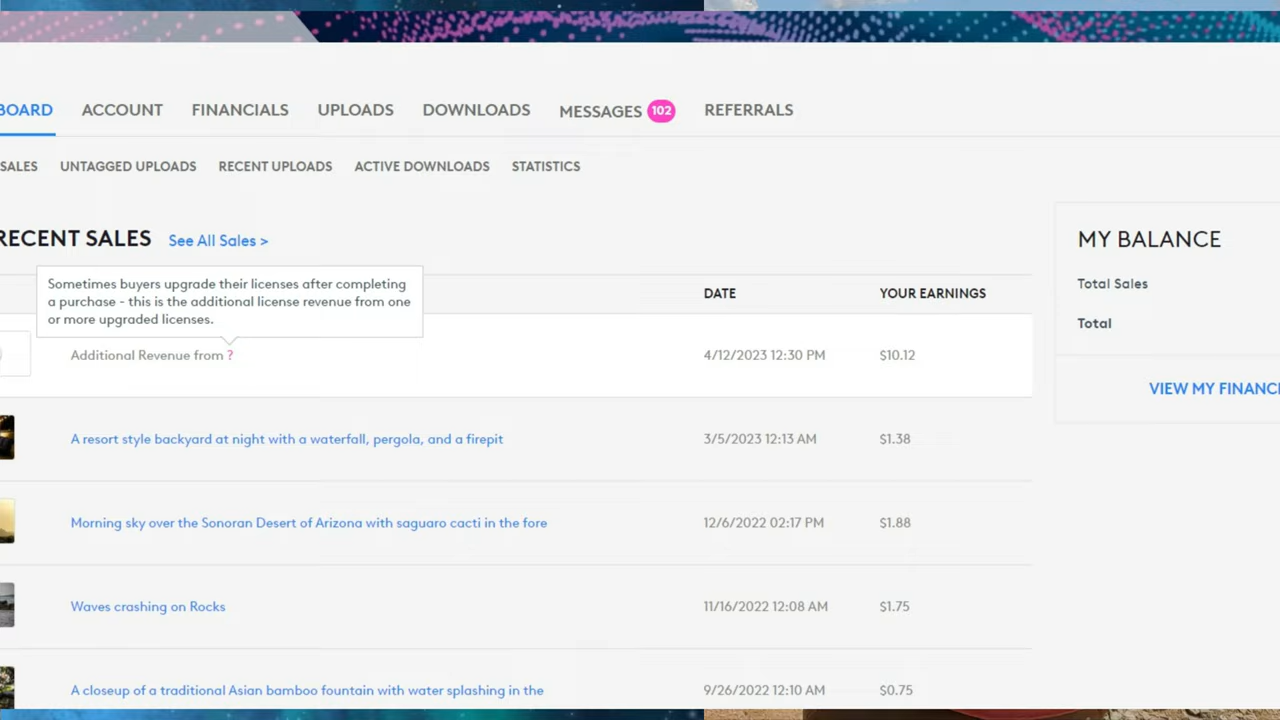 BOARD ACCOUNT FINANCIALS UPLOADS DOWNLOADS MESSAGES 102 REFERRALS
SALES UNTAGGED UPLOADS RECENT UPLOADS ACTIVE DOWNLOADS STATISTICS
RECENT SALES See All Sales >
Sometimes buyers upgrade their licenses after completing
a purchase - this is the additional license revenue from one
or more upgraded licenses.
DATE YOUR EARNINGS
Additional Revenue from ? 4/12/2023 12:30 PM $10.12
A resort style backyard at night with a waterfall, pergola, and a firepit 3/5/2023 12:13 AM $1.38
Morning sky over the Sonoran Desert of Arizona with saguaro cacti in the fore 12/6/2022 02:17 PM $1.88
Waves crashing on Rocks 11/16/2022 12:08 AM $1.75
A closeup of a traditional Asian bamboo fountain with water splashing in the 9/26/2022 12:10 AM $0.75
MY BALANCE
Total Sales
Total
VIEW MY FINANCI